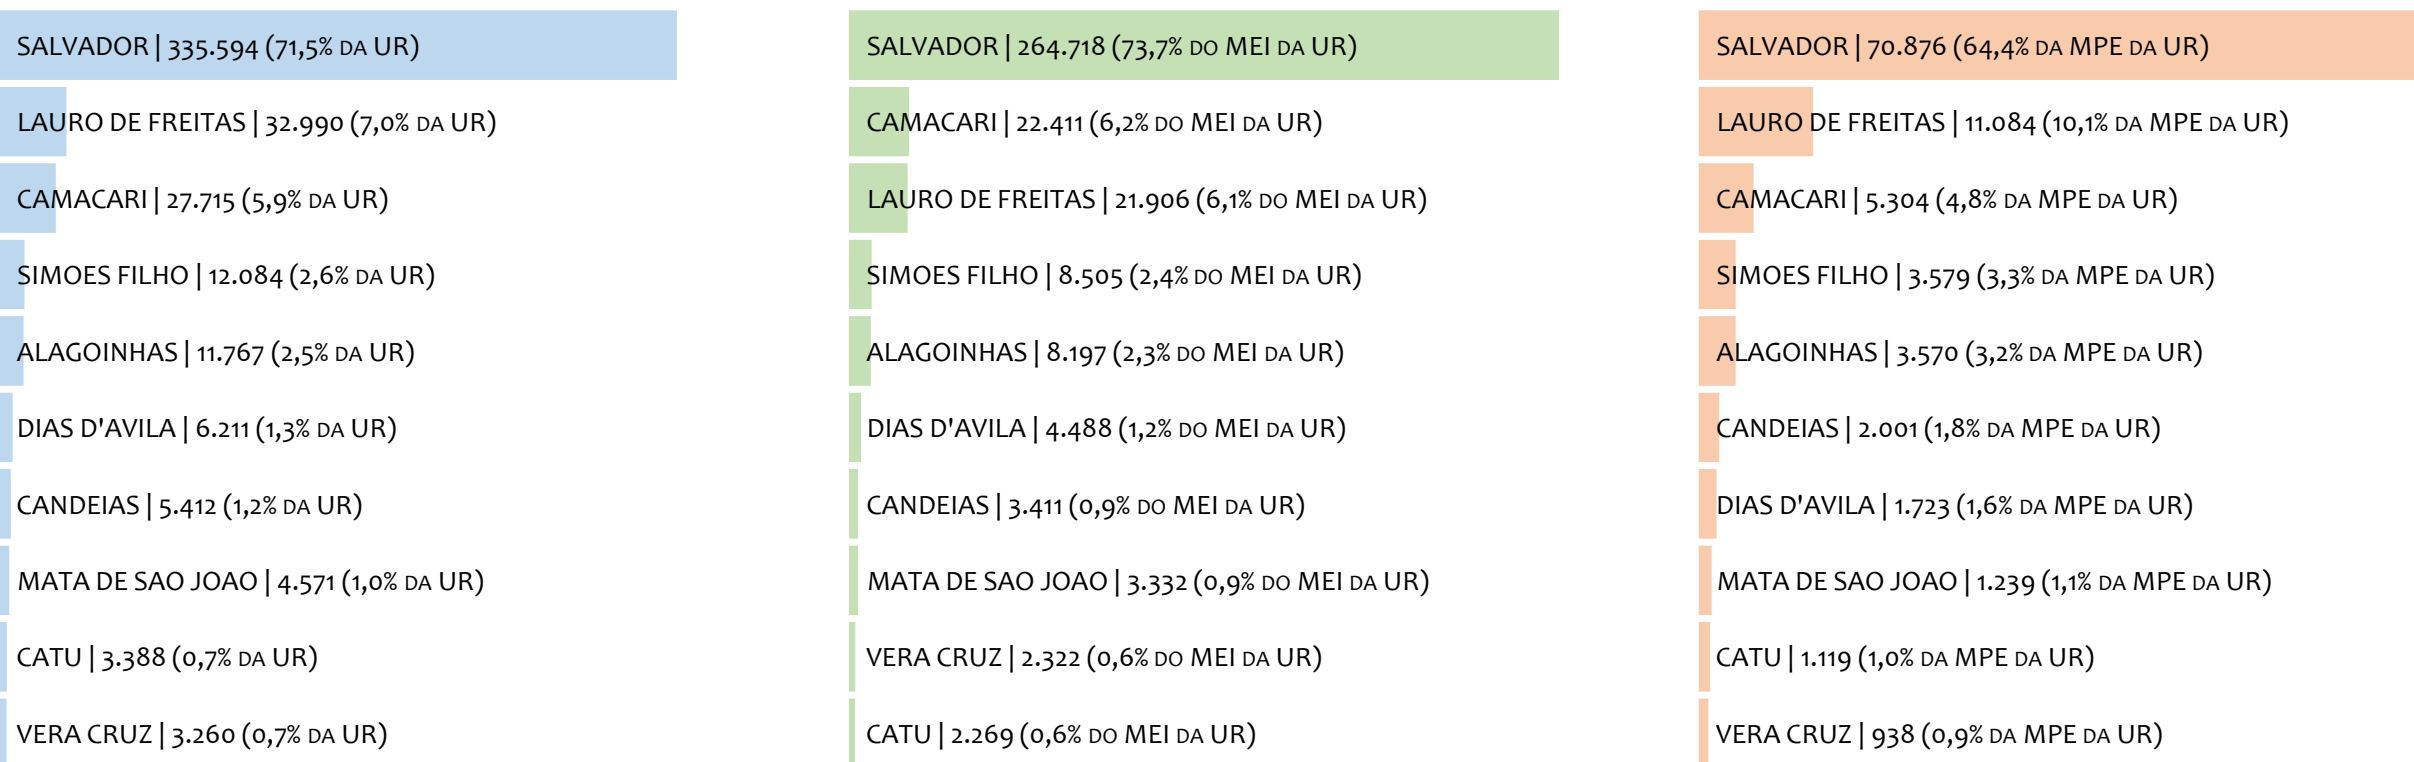 SALVADOR | 335.594 (71,5% DA UR)
LAURO DE FREITAS | 32.990 (7,0% DA UR)
CAMACARI | 27.715 (5,9% DA UR)
SIMOES FILHO | 12.084 (2,6% DA UR)
ALAGOINHAS | 11.767 (2,5% DA UR)
DIAS D'AVILA | 6.211 (1,3% DA UR)
CANDEIAS | 5.412 (1,2% DA UR)
MATA DE SAO JOAO | 4.571 (1,0% DA UR)
CATU | 3.388 (0,7% DA UR)
VERA CRUZ | 3.260 (0,7% DA UR)
SALVADOR | 264.718 (73,7% DO MEI DA UR)
CAMACARI | 22.411 (6,2% DO MEI DA UR)
LAURO DE FREITAS | 21.906 (6,1% DO MEI DA UR)
SIMOES FILHO | 8.505 (2,4% DO MEI DA UR)
ALAGOINHAS | 8.197 (2,3% DO MEI DA UR)
DIAS D'AVILA | 4.488 (1,2% DO MEI DA UR)
CANDEIAS | 3.411 (0,9% DO MEI DA UR)
MATA DE SAO JOAO | 3.332 (0,9% DO MEI DA UR)
VERA CRUZ | 2.322 (0,6% DO MEI DA UR)
CATU | 2.269 (0,6% DO MEI DA UR)
SALVADOR | 70.876 (64,4% DA MPE DA UR)
LAURO DE FREITAS | 11.084 (10,1% DA MPE DA UR)
CAMACARI | 5.304 (4,8% DA MPE DA UR)
SIMOES FILHO | 3.579 (3,3% DA MPE DA UR)
ALAGOINHAS | 3.570 (3,2% DA MPE DA UR)
CANDEIAS | 2.001 (1,8% DA MPE DA UR)
DIAS D'AVILA | 1.723 (1,6% DA MPE DA UR)
MATA DE SAO JOAO | 1.239 (1,1% DA MPE DA UR)
CATU | 1.119 (1,0% DA MPE DA UR)
VERA CRUZ | 938 (0,9% DA MPE DA UR)